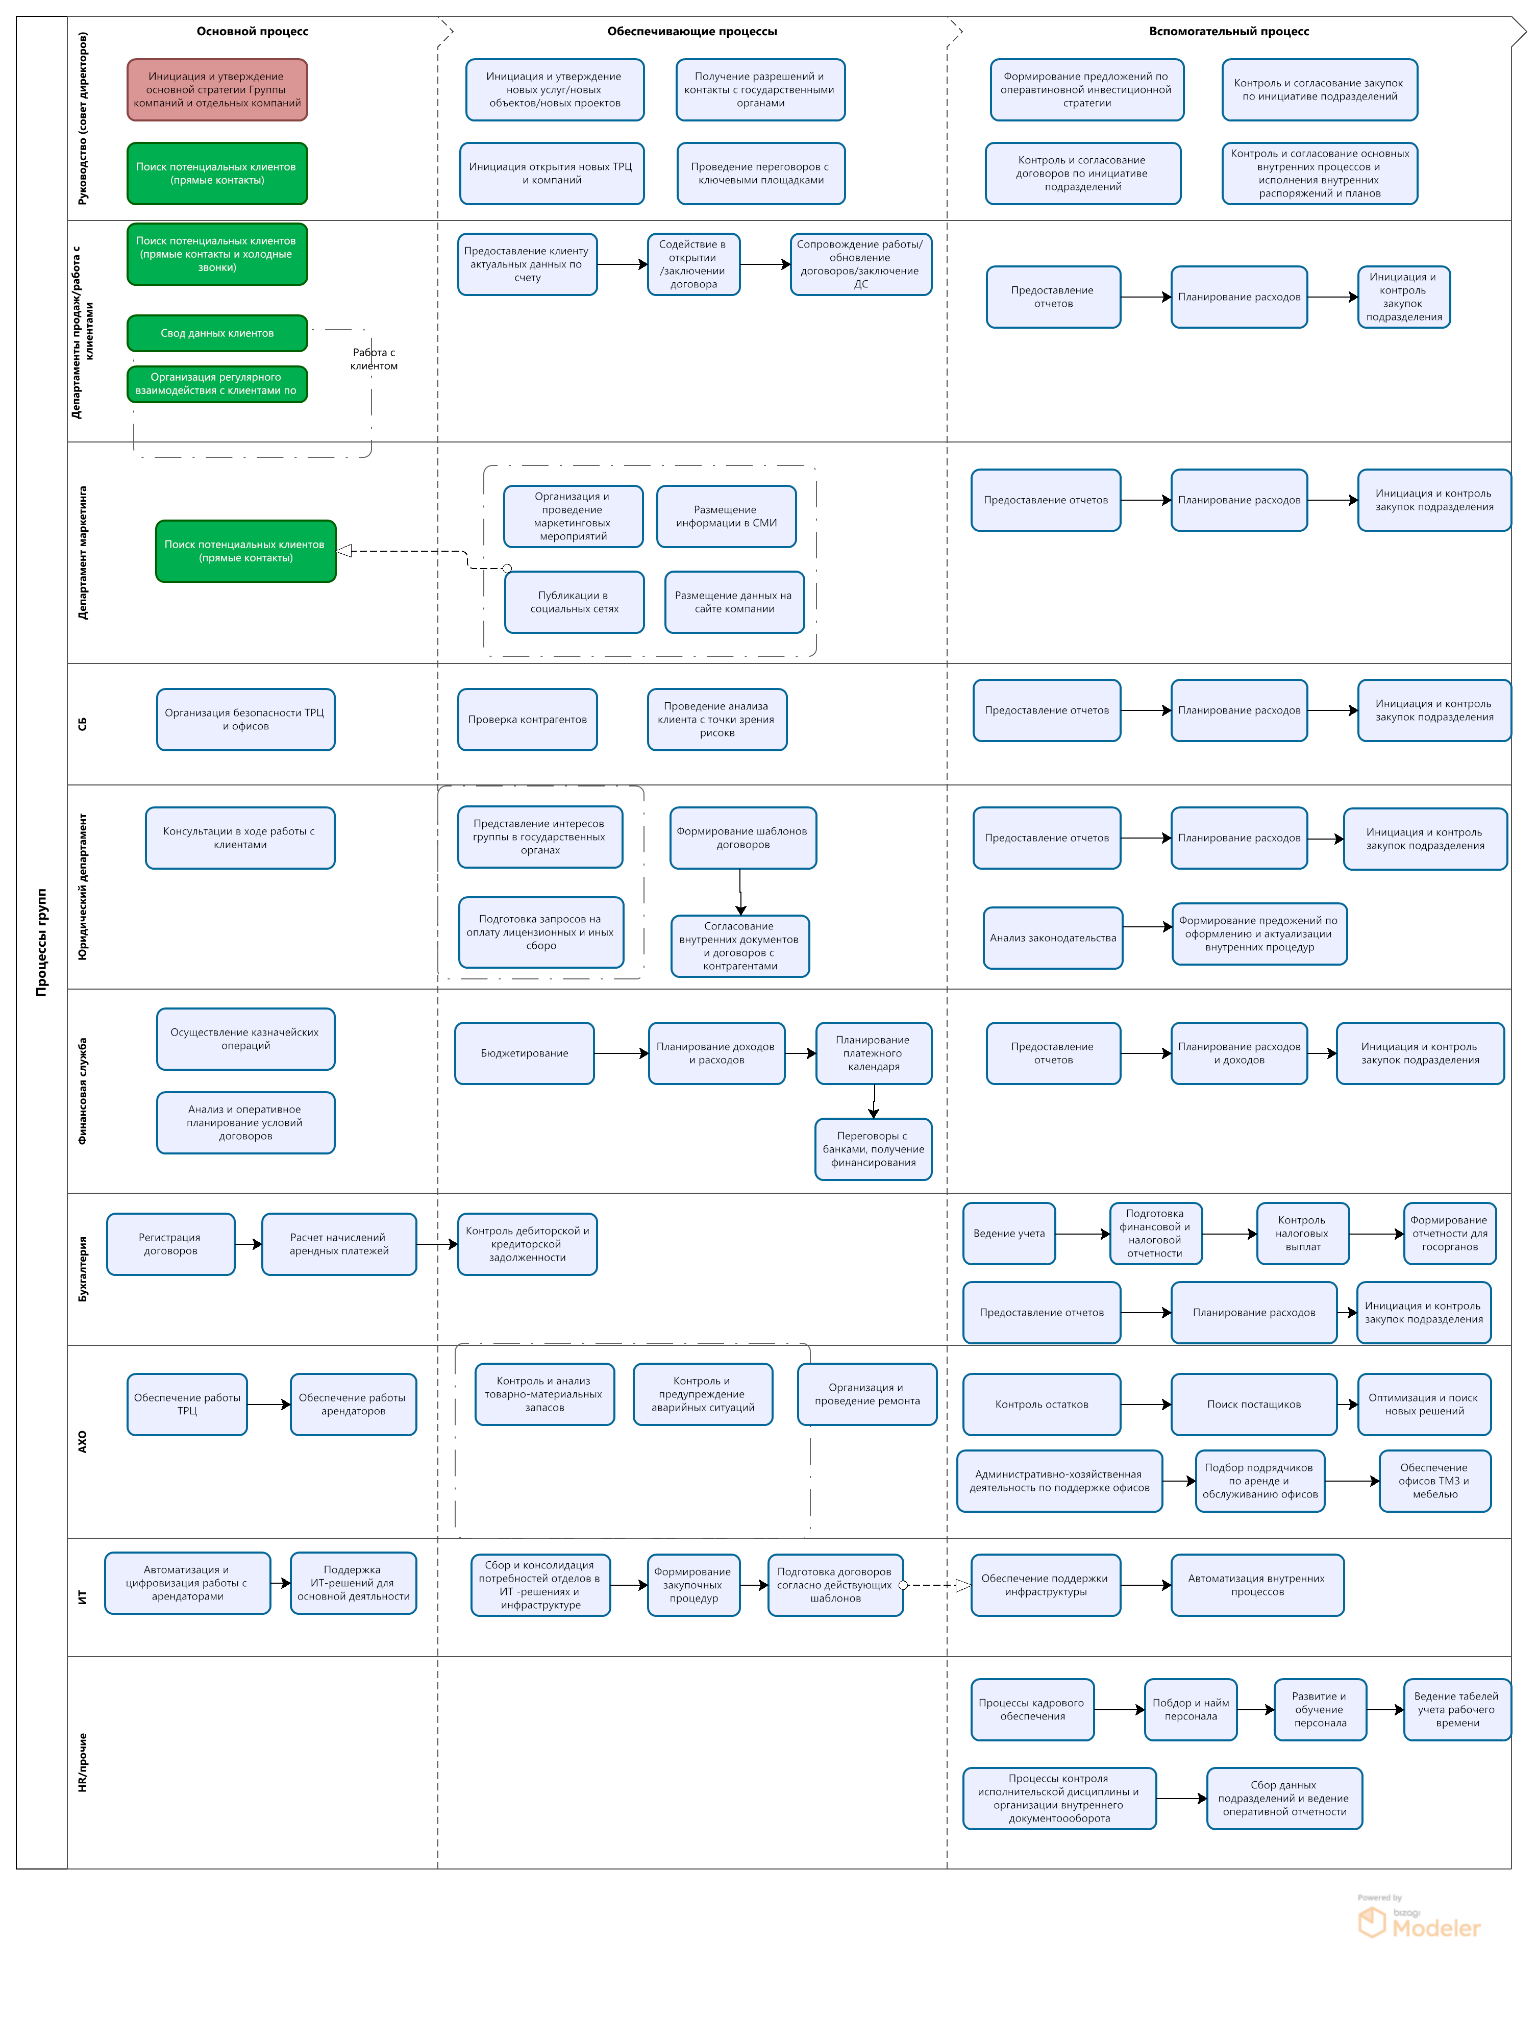 Процессы групп
Основной процесс
Обеспечивающие процессы
Вспомогательный процесс
Руководство (совет директоров)
Инициация и утверждение
основной стратегии Группы
компаний и отдельных компаний
Поиск потенциальных клиентов
(прямые контакты)
Инициация и утверждение
новых услуг/новых
объектов/новых проектов
Получение разрешений и
контакты с государственными
органами
Инициация открытия новых ТРЦ
и компаний
Проведение переговоров с
ключевыми площадками
Формирование предложений по
операвтиновной инвестиционной
стратегии
Контроль и согласование закупок
по инициативе подразделений
Контроль и согласование
договоров по инициативе
подразделений
Контроль и согласование основных
внутренних процессов и
исполнения внутренних
распоряжений и планов
Департаменты продаж/работа с
клиентами
Поиск потенциальных клиентов
(прямые контакты и холодные
звонки)
Свод данных клиентов
Организация регулярного
взаимодействия с клиентами по
Работа с
клиентом
Предоставление клиенту
актуальных данных по
счету
Содействие в
открытии
/заключении
договора
Сопровождение работы/
обновление
договоров/заключение
ДС
Предоставление
отчетов
Планирование расходов
Инициация и
контроль
закупок
подразделения
Департамент маркетинга
Поиск потенциальных клиентов
(прямые контакты)
Организация и
проведение
маркетинговых
мероприятий
Размещение
информации в СМИ
Публикации в
социальных сетях
Размещение данных на
сайте компании
Предоставление отчетов
Планирование расходов
Инициация и контроль
закупок подразделения
СБ
Организация безопасности ТРЦ
и офисов
Проверка контрагентов
Проведение анализа
клиента с точки зрения
рисокв
Предоставление отчетов
Планирование расходов
Инициация и контроль
закупок подразделения
Юридический департамент
Консультации в ходе работы с
клиентами
Представление интересов
группы в государственных
органах
Формирование шаблонов
договоров
Подготовка запросов на
оплату лицензионных и иных
сборо
Согласование
внутренних документов
и договоров с
контрагентами
Предоставление отчетов
Планирование расходов
Инициация и контроль
закупок подразделения
Анализ законодательства
Формирование предожений по
оформлению и актуализации
внутренних процедур
Финансовая служба
Осуществление казначейских
операций
Анализ и оперативное
планирование условий
договоров
Бюджетирование
Планирование доходов
и расходов
Планирование
платежного
календаря
Переговоры с
банками, получение
финансирования
Предоставление
отчетов
Планирование расходов
и доходов
Инициация и контроль
закупок подразделения
Бухгалтерия
Регистрация
договоров
Расчет начислений
арендных платежей
Контроль дебиторской и
кредиторской
задолженности
Ведение учета
Подготовка
финансовой и
налоговой
отчетности
Контроль
налоговых
выплат
Формирование
отчетности для
госорганов
Предоставление отчетов
Планирование расходов
Инициация и контроль
закупок подразделения
АХО
Обеспечение работы
ТРЦ
Обеспечение работы
арендаторов
Контроль и анализ
товарно-материальных
запасов
Контроль и
предупреждение
аварийных ситуаций
Организация и
проведение ремонта
Контроль остатков
Поиск постащиков
Оптимизация и поиск
новых решений
Административно-хозяйственная
деятельность по поддержке офисов
Подбор подрядчиков
по аренде и
обслуживанию офисов
Обеспечение
офисов ТМЗ и
мебелью
ИТ
Автоматизация и
цифровизация работы с
арендаторами
Поддержка
ИТ-решений для
основной деятльности
Сбор и консолидация
потребностей отделов в
ИТ -решениях и
инфраструктуре
Формирование
закупочных
процедур
Подготовка договоров
согласно действующих
шаблонов
Обеспечение поддержки
инфраструктуры
Автоматизация внутренних
процессов
HR/прочие
Процессы кадрового
обеспечения
Побдор и найм
персонала
Развитие и
обучение
персонала
Ведение табелей
учета рабочего
времени
Процессы контроля
исполнительской дисциплины и
организации внутреннего
документоооборота
Сбор данных
подразделений и ведение
оперативной отчетности
Powered by
bizagi
Modeler